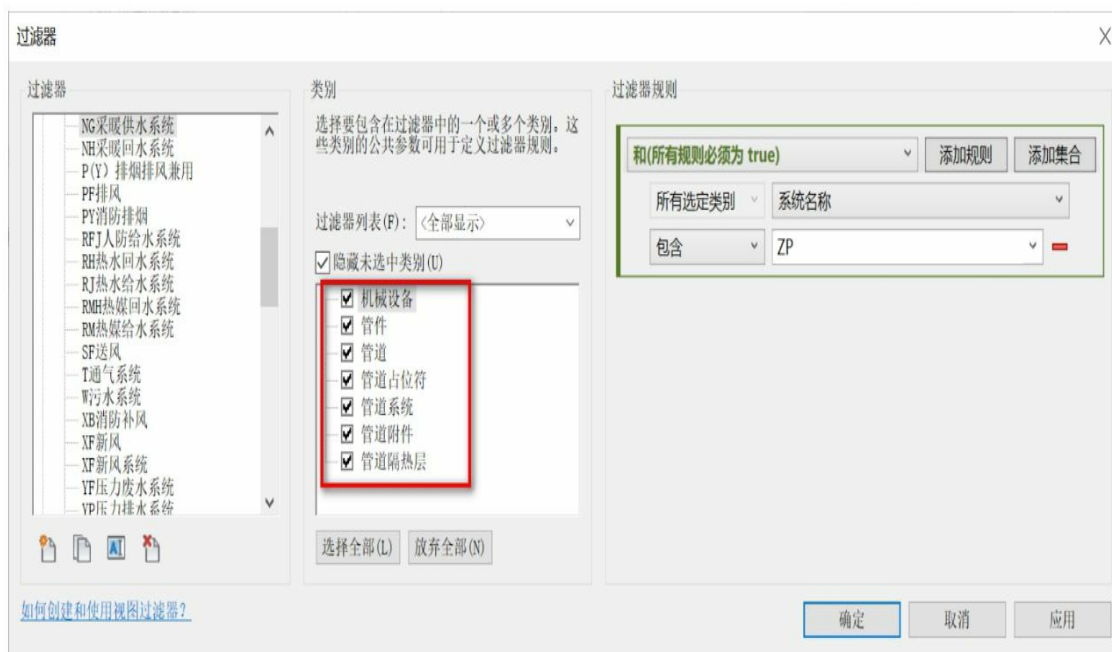 过滤器
过滤器
NG采暖供水系统
NH采暖回水系统
P(Y) 排烟排风兼用
PF排风
PY消防排烟
RFJ人防给水系统
RH热水回水系统
RJ热水给水系统
RMH热媒回水系统
RM热媒给水系统
SF送风
T通气系统
W污水系统
XB消防补风
XF新风
XF新风系统
YF压力废水系统
YP压力排水系统
如何创建和使用视图过滤器?
类别
选择要包含在过滤器中的一个或多个类别。这
些类别的公共参数可用于定义过滤器规则。
过滤器列表(F): <全部显示>
隐藏未选中类别(U)
机械设备
管件
管道
管道占位符
管道系统
管道附件
管道隔热层
选择全部(L) 放弃全部(N)
过滤器规则
和(所有规则必须为 true) 添加规则 添加集合
所有选定类别 系统名称
包含 ZP
确定 取消 应用